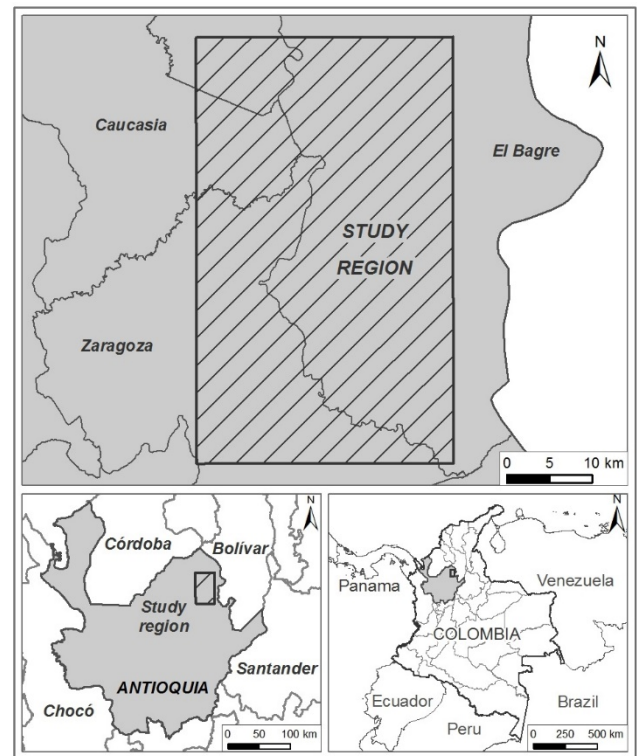 N
Caucasia
El Bagre
STUDY
REGION
Zaragoza
0 5 10 km
N
Córdoba
Bolívar
Study
region
Santander
ANTIOQUIA
Chocó
0 50 100 km
N
Panama
Venezuela
COLOMBIA
Ecuador
Brazil
Peru
0 250 500 km